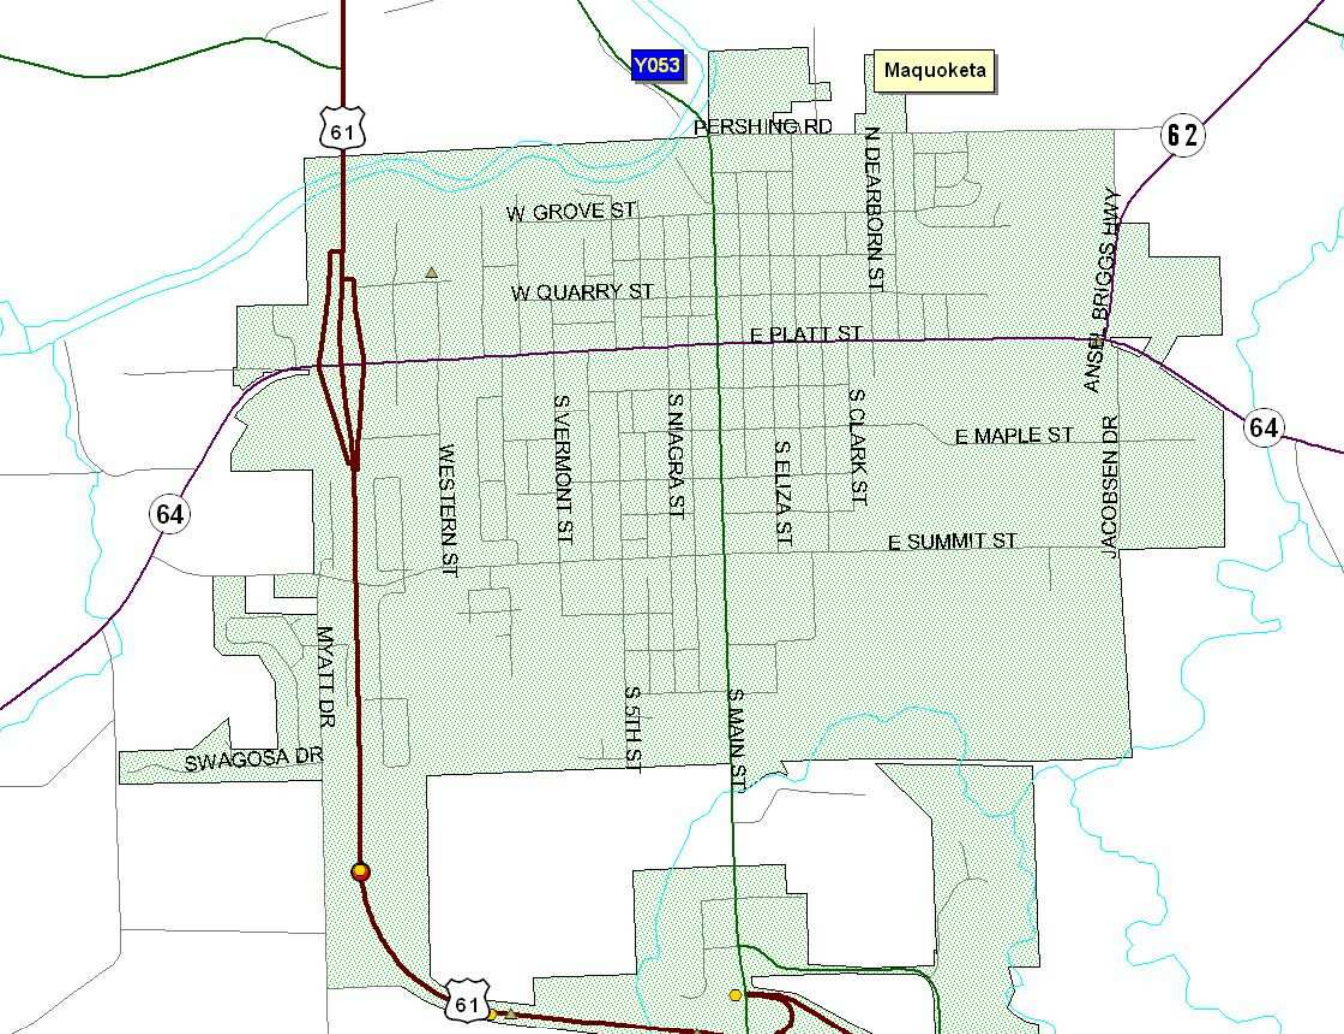 Y053
Maquoketa
61
PERSHING RD
62
N DEARBORN ST
W GROVE ST
ANSEL BRIGGS HWY
W QUARRY ST
E PLATT ST
S VERMONT ST
S NIAGRA ST
S CLARK ST
64
E MAPLE ST
WESTERN ST
S ELIZA ST
JACOBSEN DR
64
E SUMMIT ST
MYATT DR
S 5TH ST
S MAIN ST
SWAGOSA DR
61